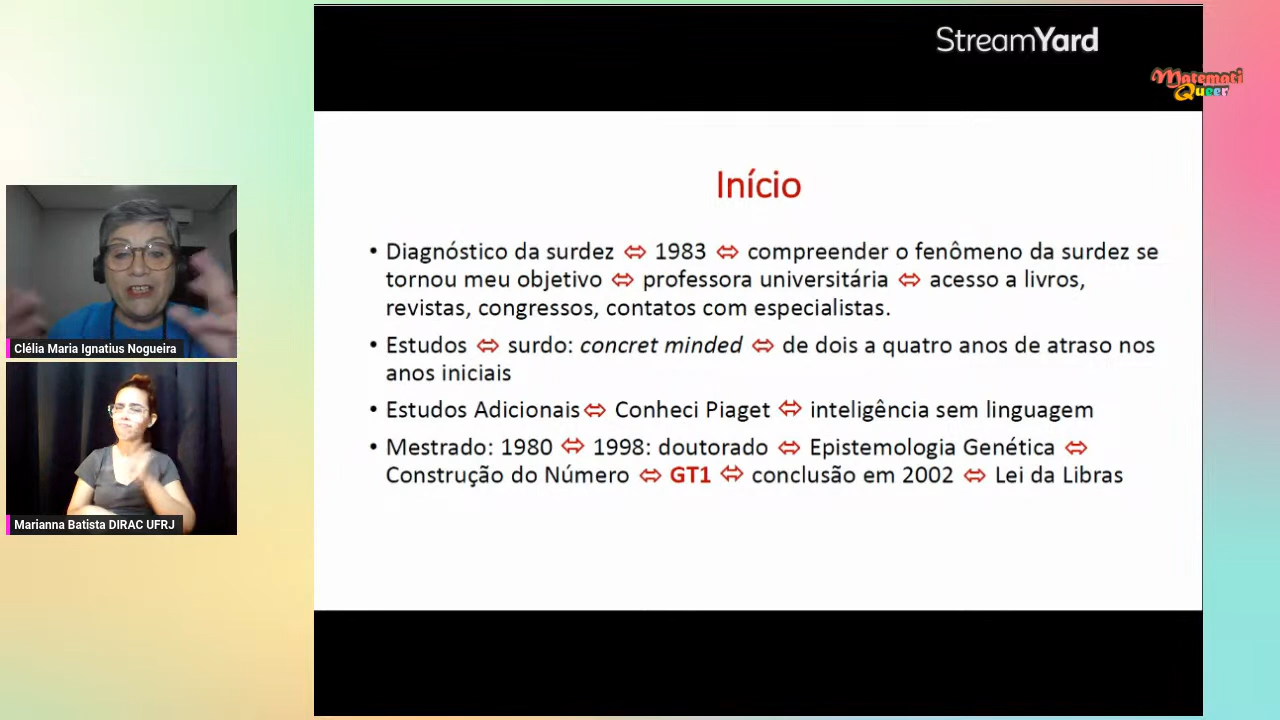 StreamYard
Matemati
Queer
Início
• Diagnóstico da surdez ⇔ 1983 ⇔ compreender o fenômeno da surdez se
tornou meu objetivo ⇔ professora universitária ⇔ acesso a livros,
revistas, congressos, contatos com especialistas.
• Estudos ⇔ surdo: concret minded ⇔ de dois a quatro anos de atraso nos
anos iniciais
• Estudos Adicionais ⇔ Conheci Piaget ⇔ inteligência sem linguagem
• Mestrado: 1980 ⇔ 1998: doutorado ⇔ Epistemologia Genética ⇔
Construção do Número ⇔ GT1 ⇔ conclusão em 2002 ⇔ Lei da Libras
Clélia Maria Ignatius Nogueira
Marianna Batista DIRAC UFRJ